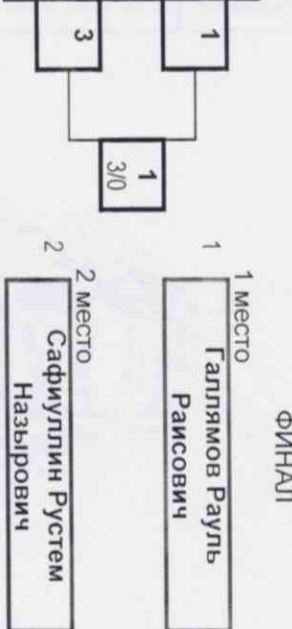 ФИНАЛ
1 место
1
Галлямов Рауль
Раисович
2 место
2
Сафиуллин Рустем
Назырович
1
3
1
3/0